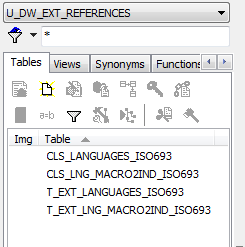 U_DW_EXT_REFERENCES
*
Tables Views Synonyms Functions
a=b
Img Table
CLS_LANGUAGES_ISO693
CLS_LNG_MACRO2IND_ISO693
T_EXT_LANGUAGES_ISO693
T_EXT_LNG_MACRO2IND_ISO693